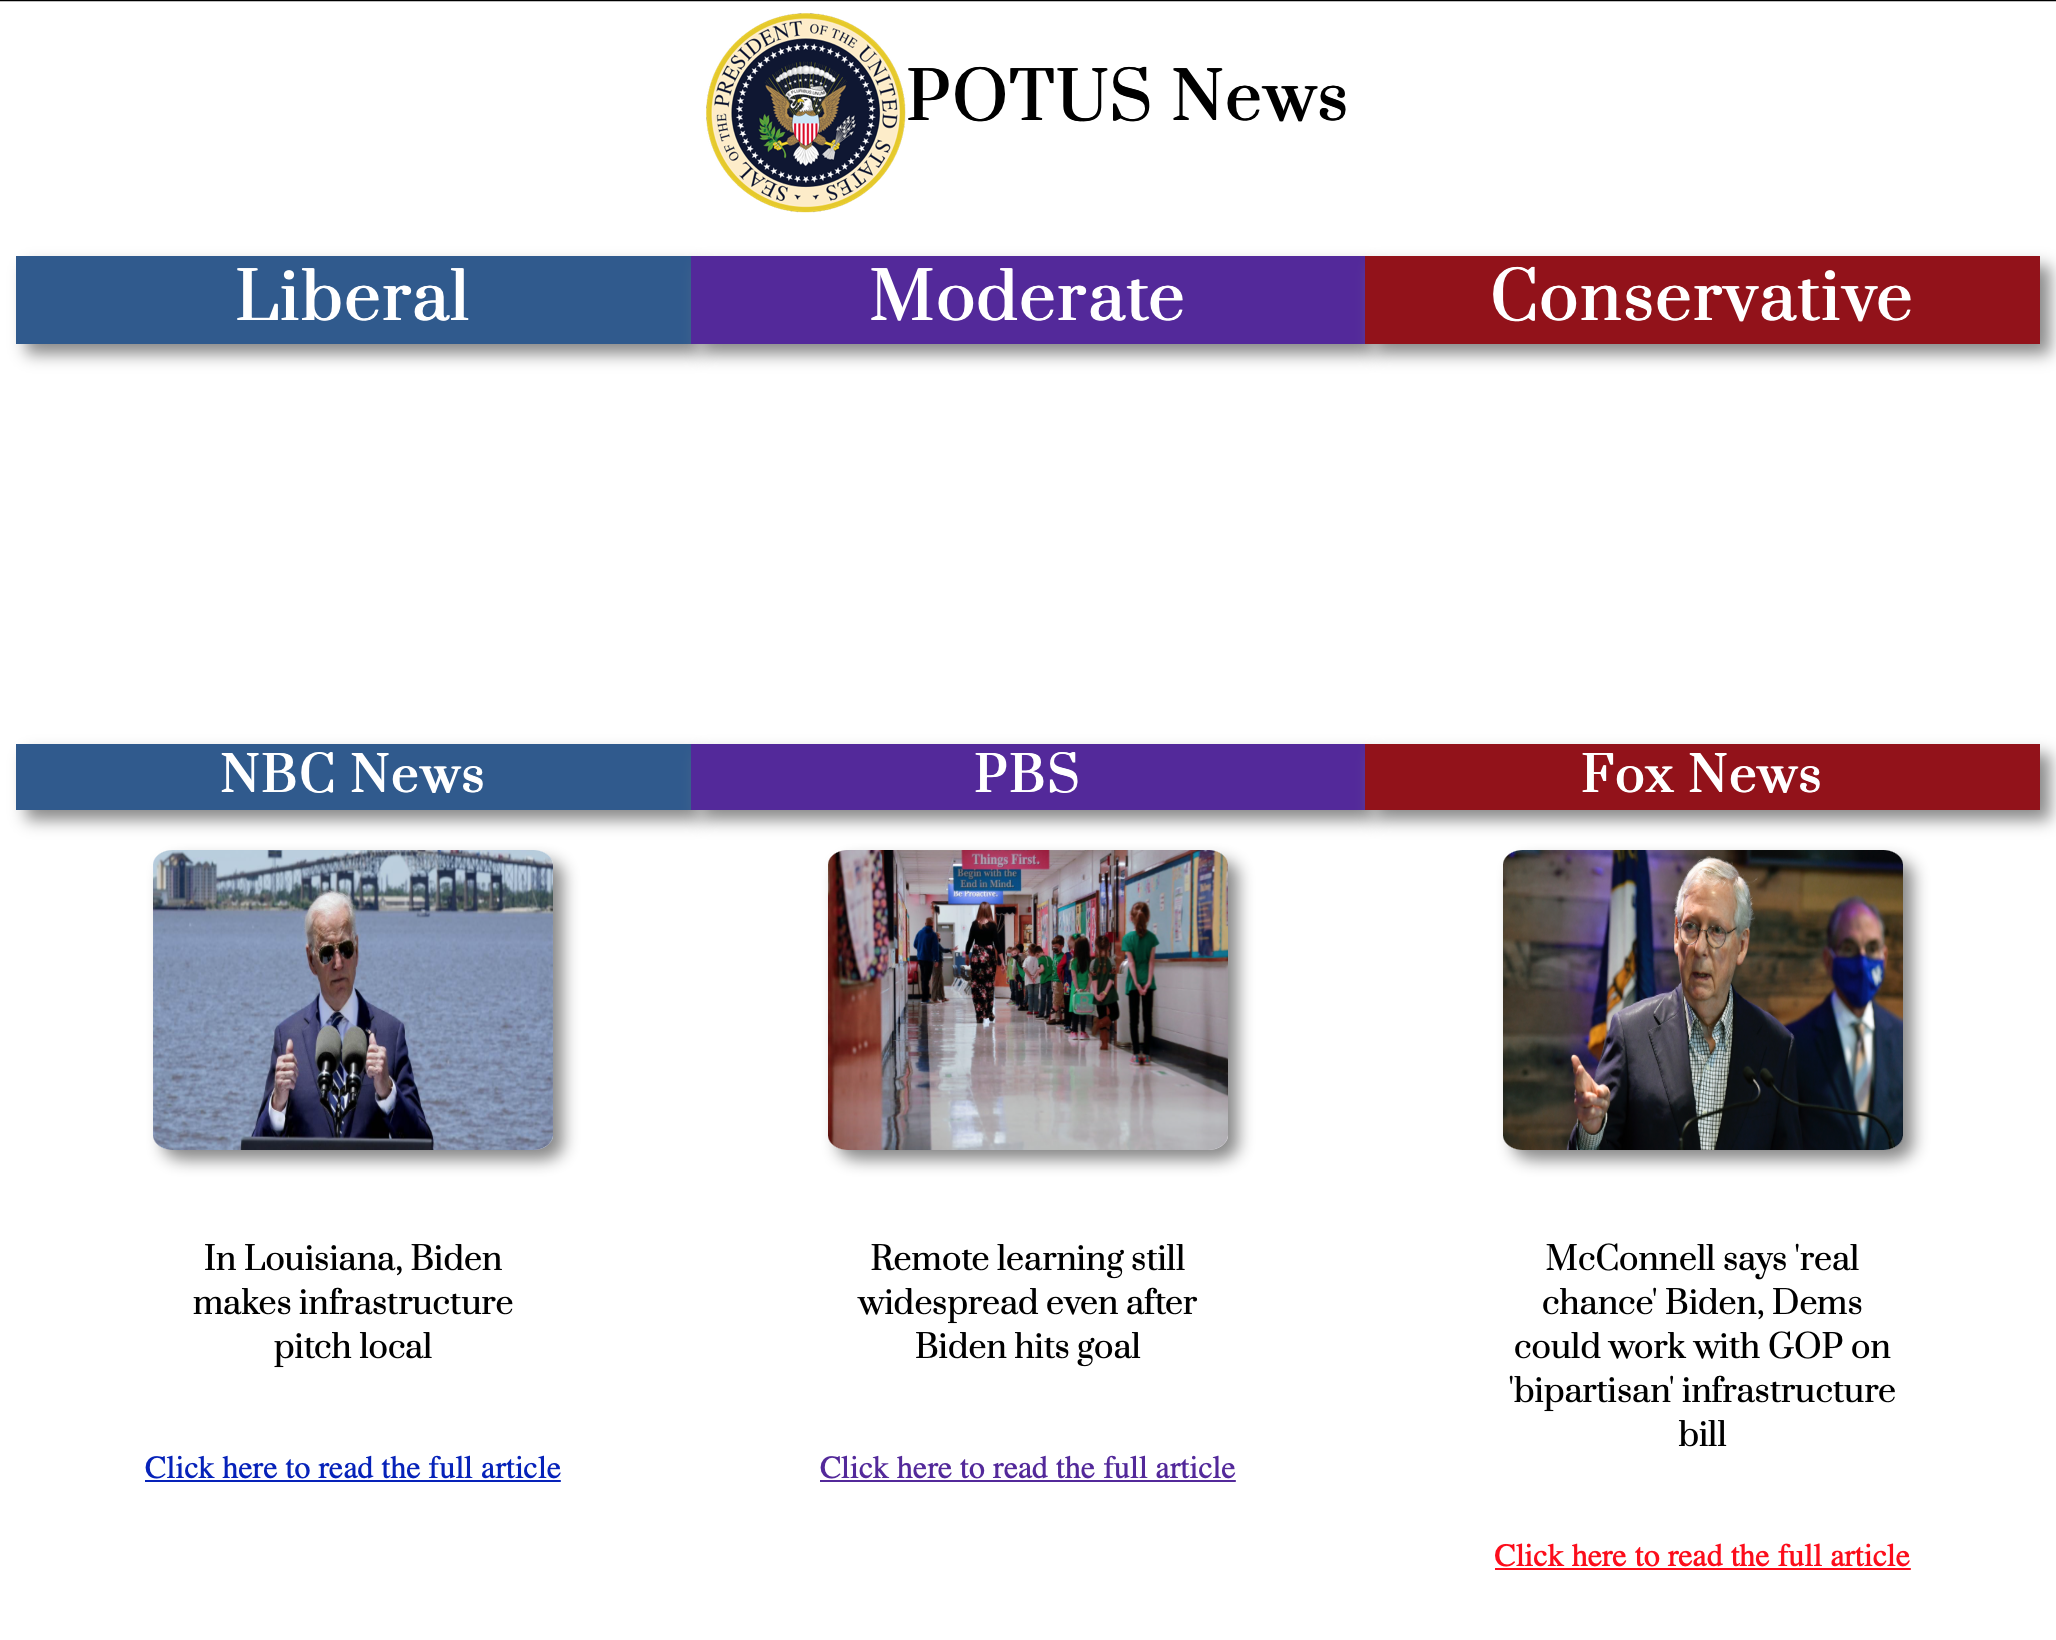 SEAL OF THE PRESIDENT OF THE UNITED STATES
POTUS News
Liberal
Moderate
Conservative
NBC News
PBS
Fox News
Things First.
Begin with the
End in Mind.
Be Proactive.
In Louisiana, Biden
makes infrastructure
pitch local
Click here to read the full article
Remote learning still
widespread even after
Biden hits goal
Click here to read the full article
McConnell says 'real
chance' Biden, Dems
could work with GOP on
'bipartisan' infrastructure
bill
Click here to read the full article